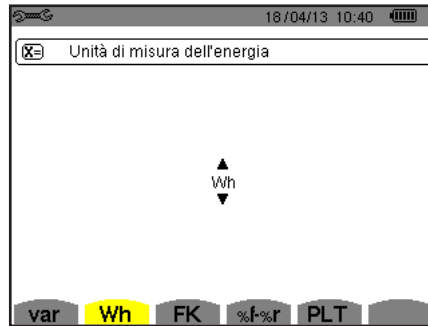 18/04/13 10:40
X= Unità di misura dell'energia
Wh
var Wh FK %f-%r PLT